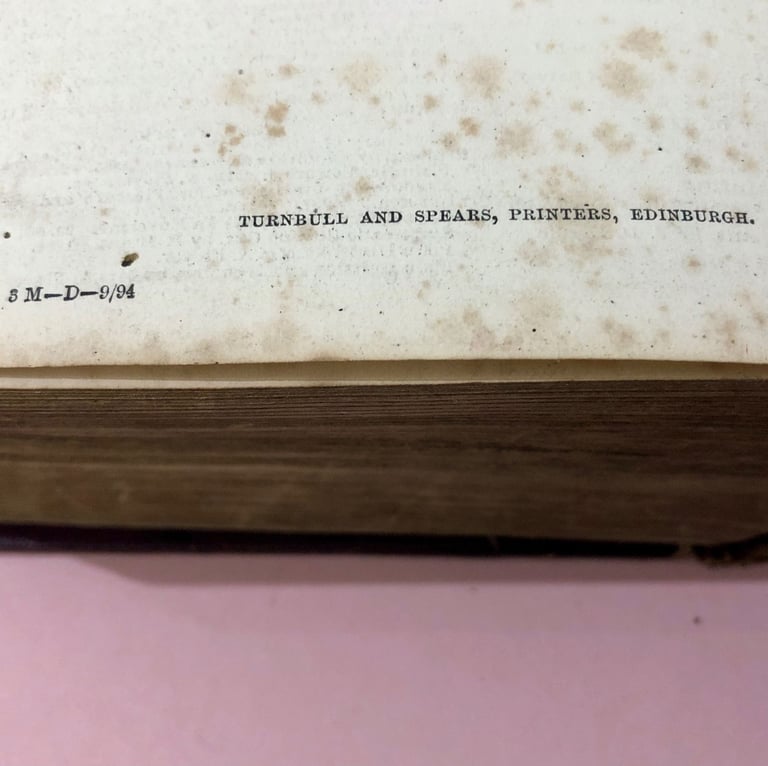 TURNBULL AND SPEARS, PRINTERS, EDINBURGH.
3 M—D—9/94